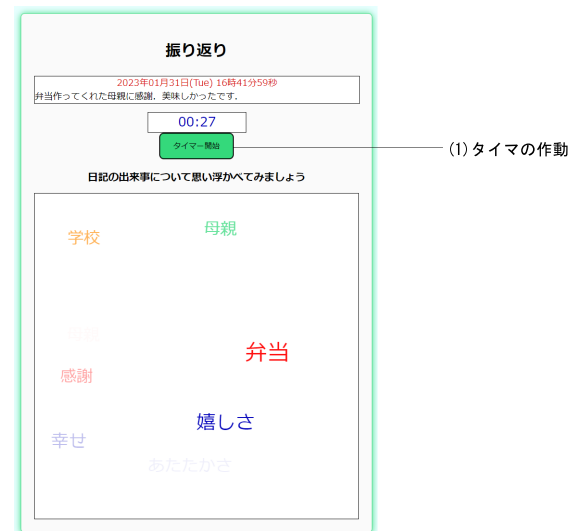 振り返り
2023年01月31日(Tue) 16時41分59秒
弁当作ってくれた母親に感謝．美味しかったです．
00:27
タイマー開始
(1)タイマの作動
日記の出来事について思い浮かべてみましょう
母親
学校
弁当
感謝
嬉しさ
幸せ
あたたかさ